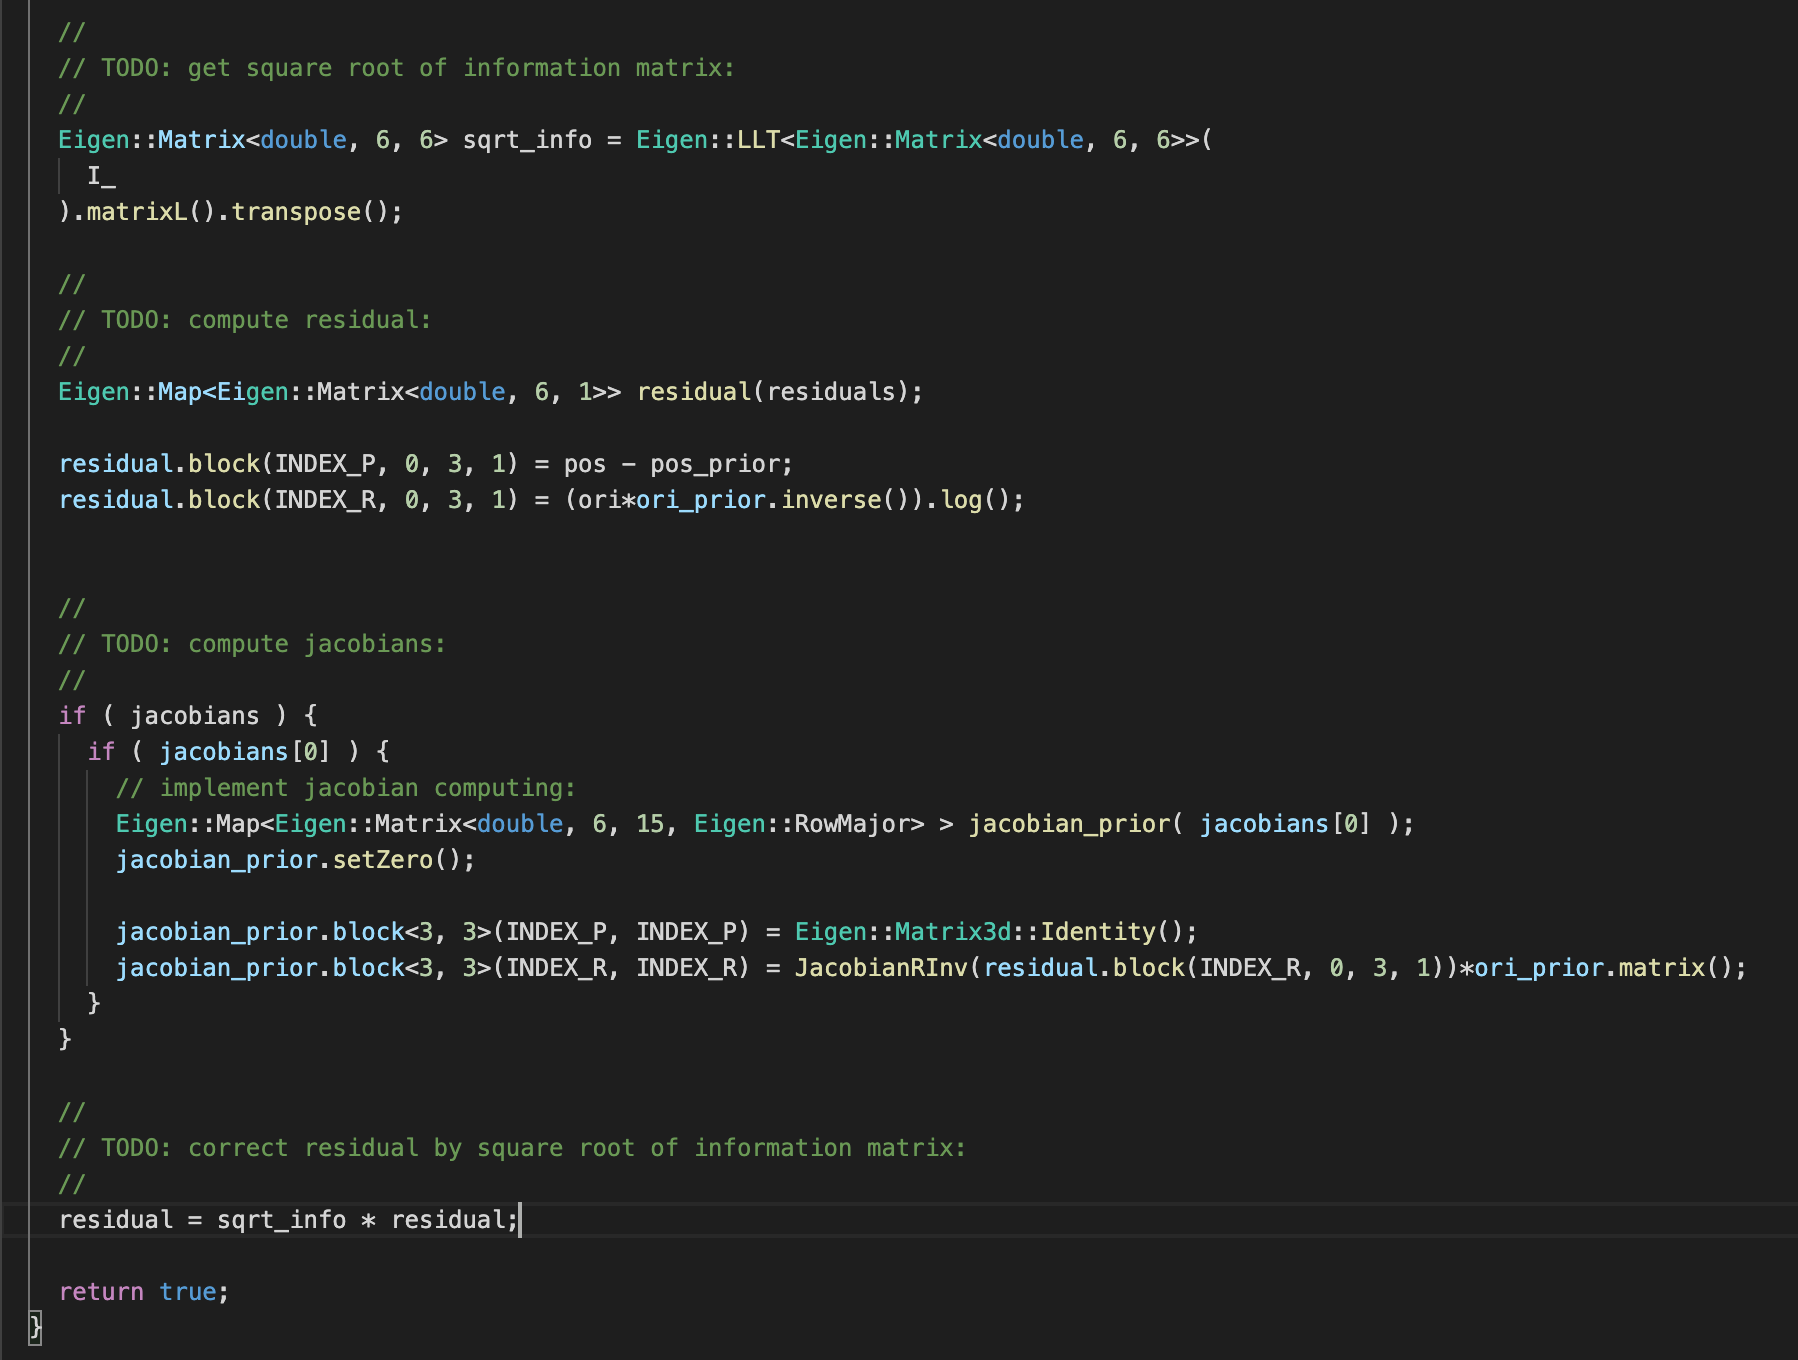 //
// TODO: get square root of information matrix:
//
Eigen::Matrix<double, 6, 6> sqrt_info = Eigen::LLT<Eigen::Matrix<double, 6, 6>>(
I_
).matrixL().transpose();
//
// TODO: compute residual:
//
Eigen::Map<Eigen::Matrix<double, 6, 1>> residual(residuals);
residual.block(INDEX_P, 0, 3, 1) = pos - pos_prior;
residual.block(INDEX_R, 0, 3, 1) = (ori*ori_prior.inverse()).log();
//
// TODO: compute jacobians:
//
if ( jacobians ) {
if ( jacobians[0] ) {
// implement jacobian computing:
Eigen::Map<Eigen::Matrix<double, 6, 15, Eigen::RowMajor> > jacobian_prior( jacobians[0] );
jacobian_prior.setZero();
jacobian_prior.block<3, 3>(INDEX_P, INDEX_P) = Eigen::Matrix3d::Identity();
jacobian_prior.block<3, 3>(INDEX_R, INDEX_R) = JacobianRInv(residual.block(INDEX_R, 0, 3, 1))*ori_prior.matrix();
}
}
//
// TODO: correct residual by square root of information matrix:
//
residual = sqrt_info * residual;
return true;
}